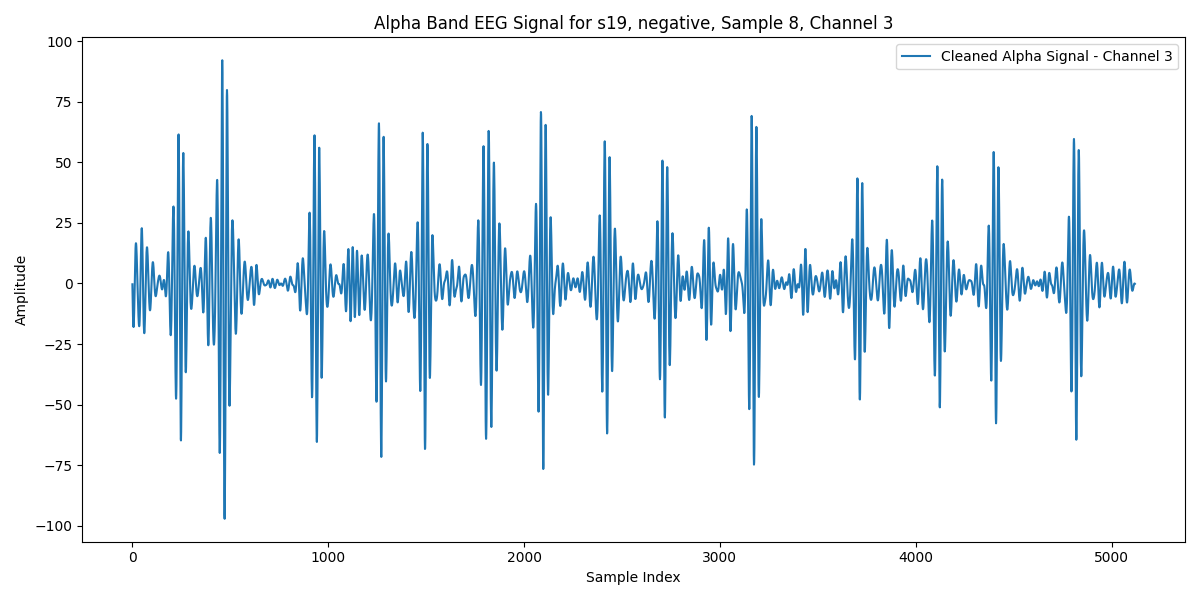 Alpha Band EEG Signal for s19, negative, Sample 8, Channel 3
Cleaned Alpha Signal - Channel 3
Amplitude
100
75
50
25
0
−25
−50
−75
−100
0 1000 2000 3000 4000 5000
Sample Index